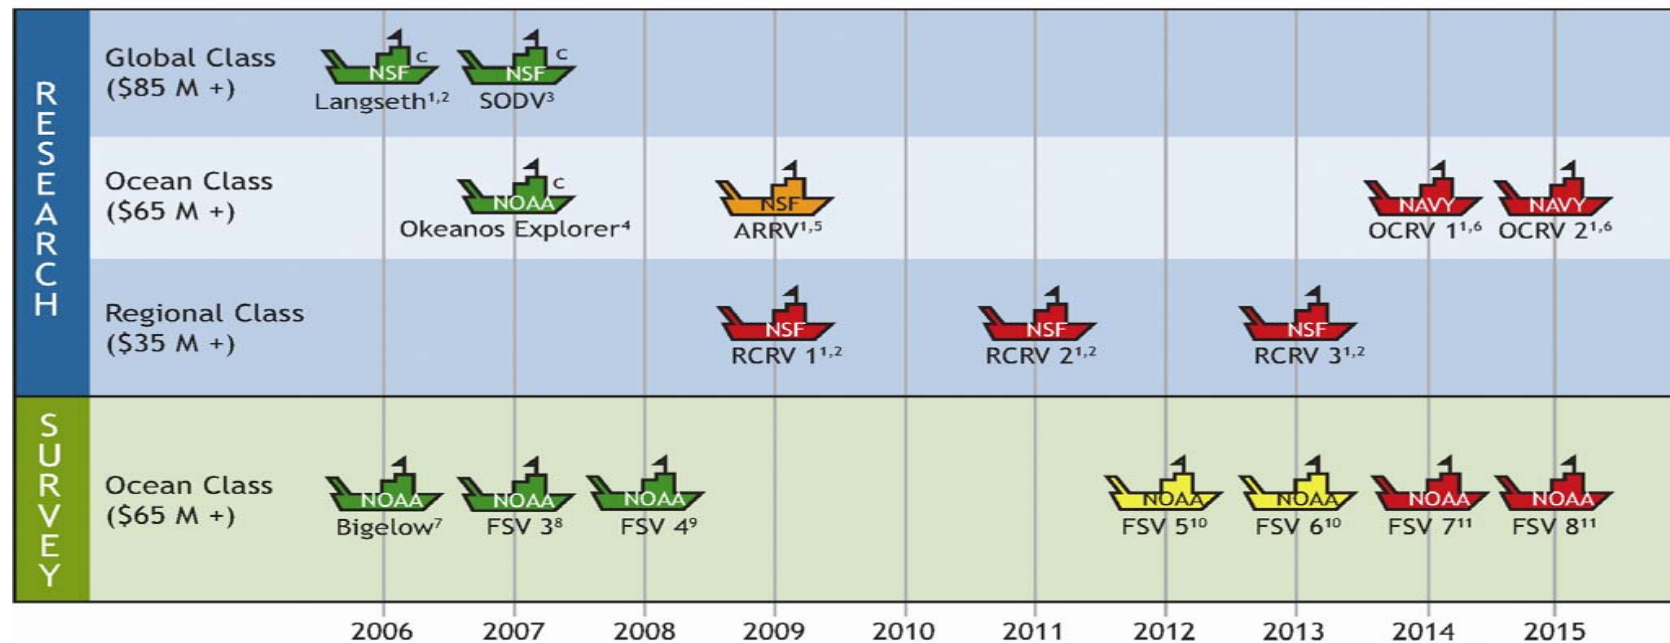 RESEARCH
Global Class
($85 M +)
NSF C
NSF C
Langseth¹,² SODV³
Ocean Class
($65 M +)
NOAA C
NSF
NAVY
NAVY
Okeanos Explorer⁴ ARRV¹,⁵ OCRV 1¹,⁶ OCRV 2¹,⁶
Regional Class
($35 M +)
NSF
NSF
NSF
RCRV 1¹,² RCRV 2¹,² RCRV 3¹,²
SURVEY
Ocean Class
($65 M +)
NOAA
NOAA
NOAA
NOAA
NOAA
NOAA
NOAA
Bigelow⁷ FSV 3⁸ FSV 4⁹ FSV 5¹⁰ FSV 6¹⁰ FSV 7¹¹ FSV 8¹¹
2006 2007 2008 2009 2010 2011 2012 2013 2014 2015